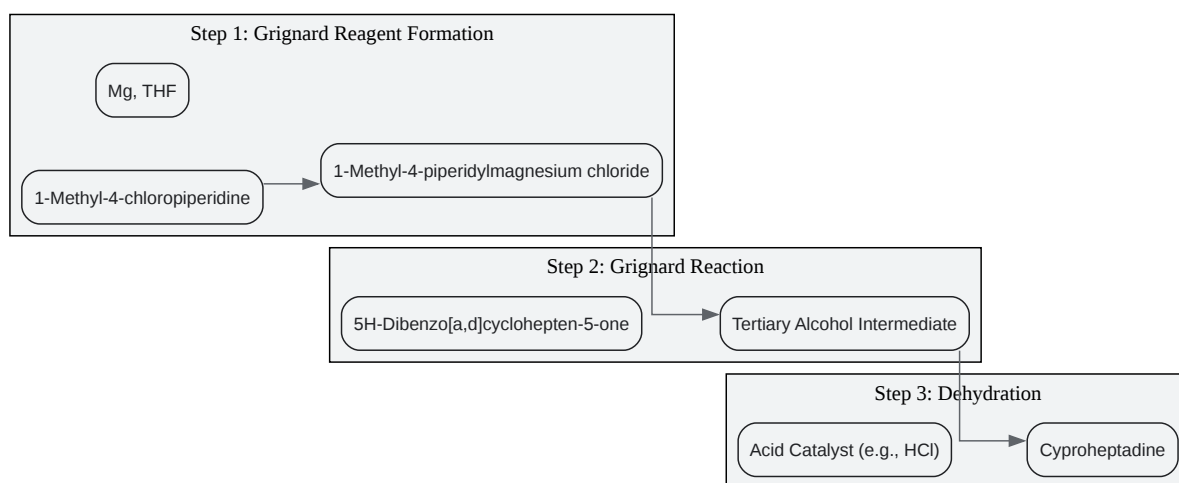 Step 1: Grignard Reagent Formation
Mg, THF
1-Methyl-4-chloropiperidine
1-Methyl-4-piperidylmagnesium chloride
Step 2: Grignard Reaction
5H-Dibenzo[a,d]cyclohepten-5-one
Tertiary Alcohol Intermediate
Step 3: Dehydration
Acid Catalyst (e.g., HCl)
Cyproheptadine